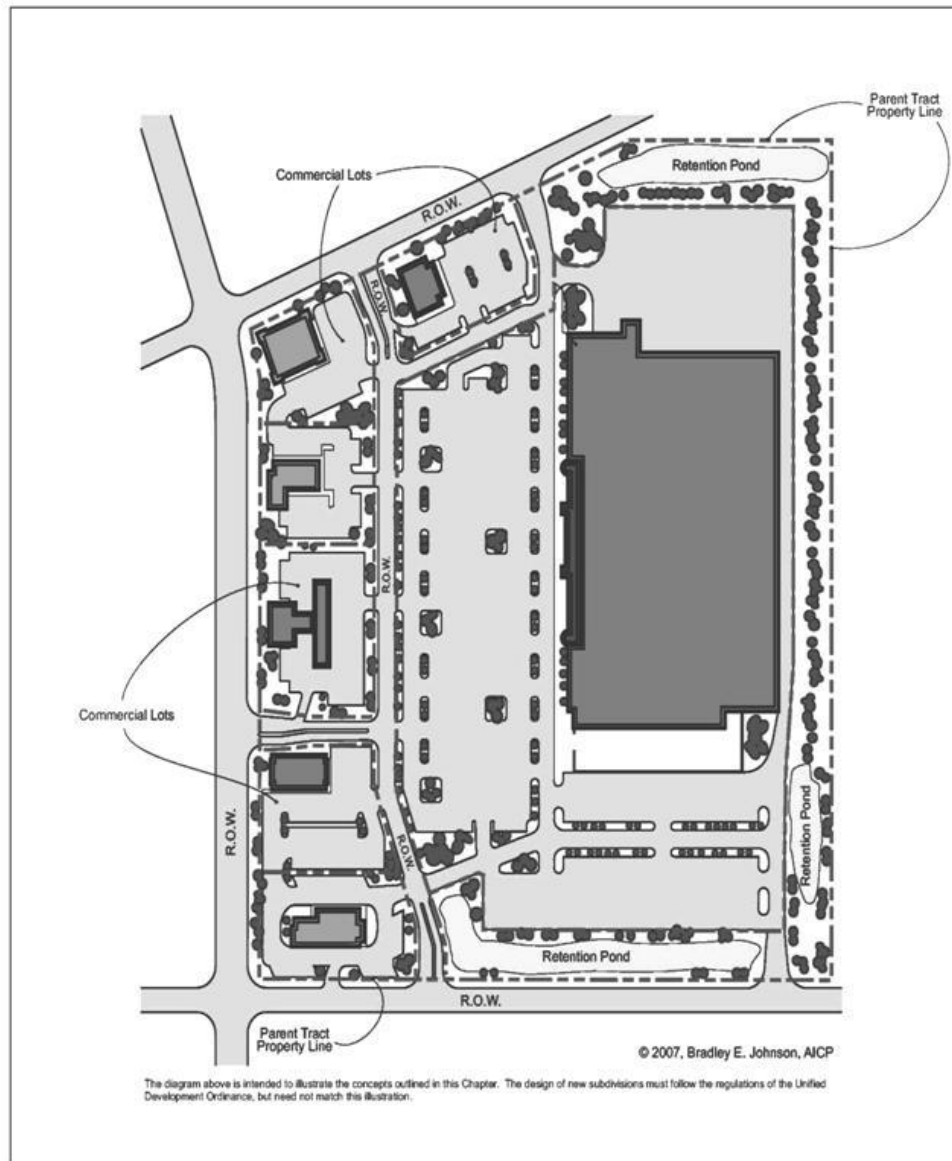 Parent Tract
Property Line
Retention Pond
Commercial Lots
R.O.W.
R.O.W.
R.O.W.
Commercial Lots
R.O.W.
R.O.W.
Retention Pond
Retention Pond
R.O.W.
Parent Tract
Property Line
© 2007, Bradley E. Johnson, AICP
The diagram above is intended to illustrate the concepts outlined in this Chapter. The design of new subdivisions must follow the regulations of the Unified
Development Ordinance, but need not match this illustration.